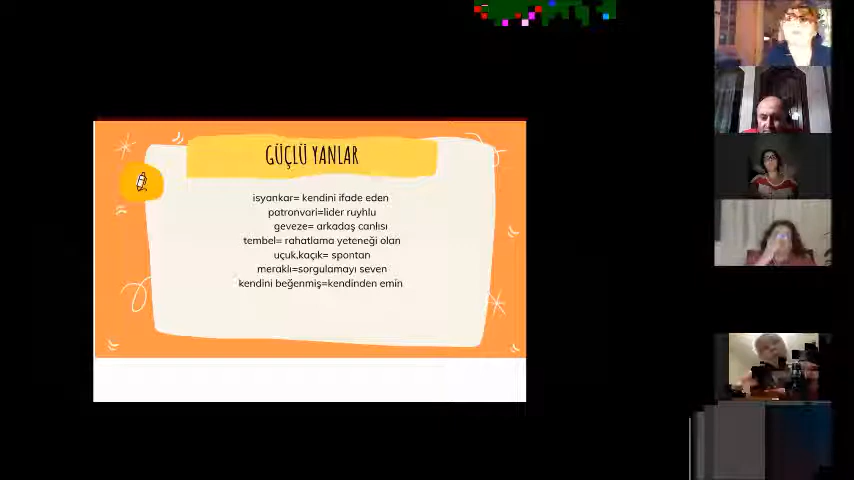 GÜÇLÜ YANLAR
isyankar= kendini ifade eden
patronvari=lider ruyhlu
geveze= arkadaş canlısı
tembel= rahatlama yeteneği olan
uçuk,kaçık= spontan
meraklı=sorgulamayı seven
kendini beğenmiş=kendinden emin